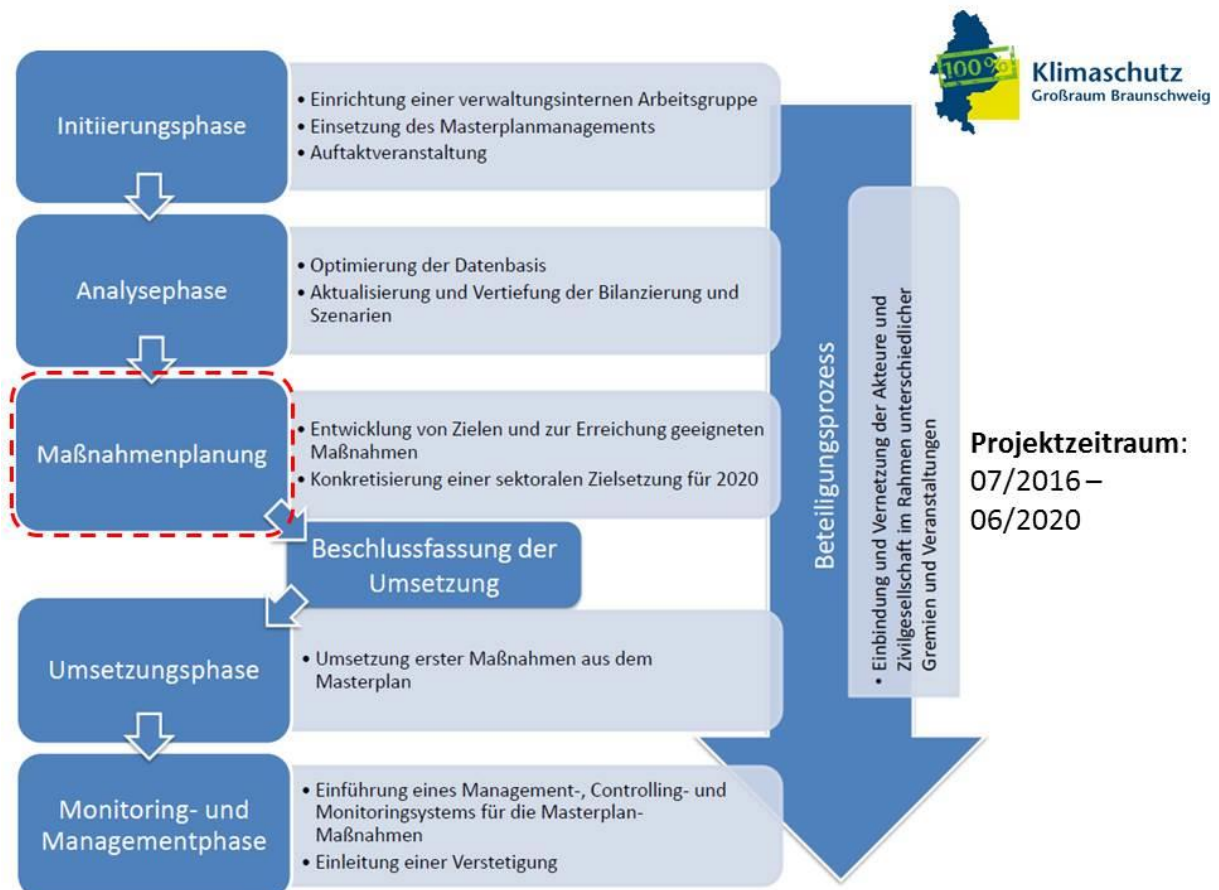 100%
Klimaschutz
Großraum Braunschweig
Initiierungsphase
• Einrichtung einer verwaltungsinternen Arbeitsgruppe
• Einsetzung des Masterplanmanagements
• Auftaktveranstaltung
Analysephase
• Optimierung der Datenbasis
• Aktualisierung und Vertiefung der Bilanzierung und
Szenarien
Maßnahmenplanung
• Entwicklung von Zielen und zur Erreichung geeigneten
Maßnahmen
• Konkretisierung einer sektoralen Zielsetzung für 2020
Beschlussfassung der
Umsetzung
Umsetzungsphase
• Umsetzung erster Maßnahmen aus dem
Masterplan
Monitoring- und
Managementphase
• Einführung eines Management-, Controlling- und
Monitoringsystems für die Masterplan-
Maßnahmen
• Einleitung einer Verstetigung
Beteiligungsprozess
• Einbindung und Vernetzung der Akteure und
Zivilgesellschaft im Rahmen unterschiedlicher
Gremien und Veranstaltungen
Projektzeitraum:
07/2016 –
06/2020